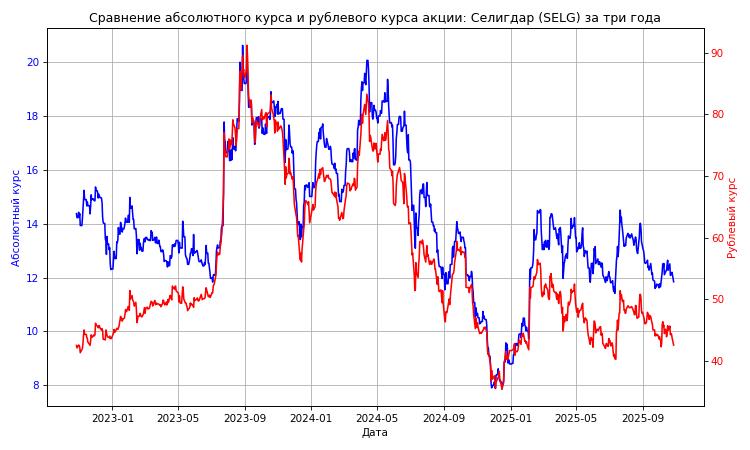 Сравнение абсолютного курса и рублевого курса акции: Селигдар (SELG) за три года
Абсолютный курс
20
18
16
14
12
10
8
90
80
70
60
50
40
Рублевый курс
2023-01 2023-05 2023-09 2024-01 2024-05 2024-09 2025-01 2025-05 2025-09
Дата